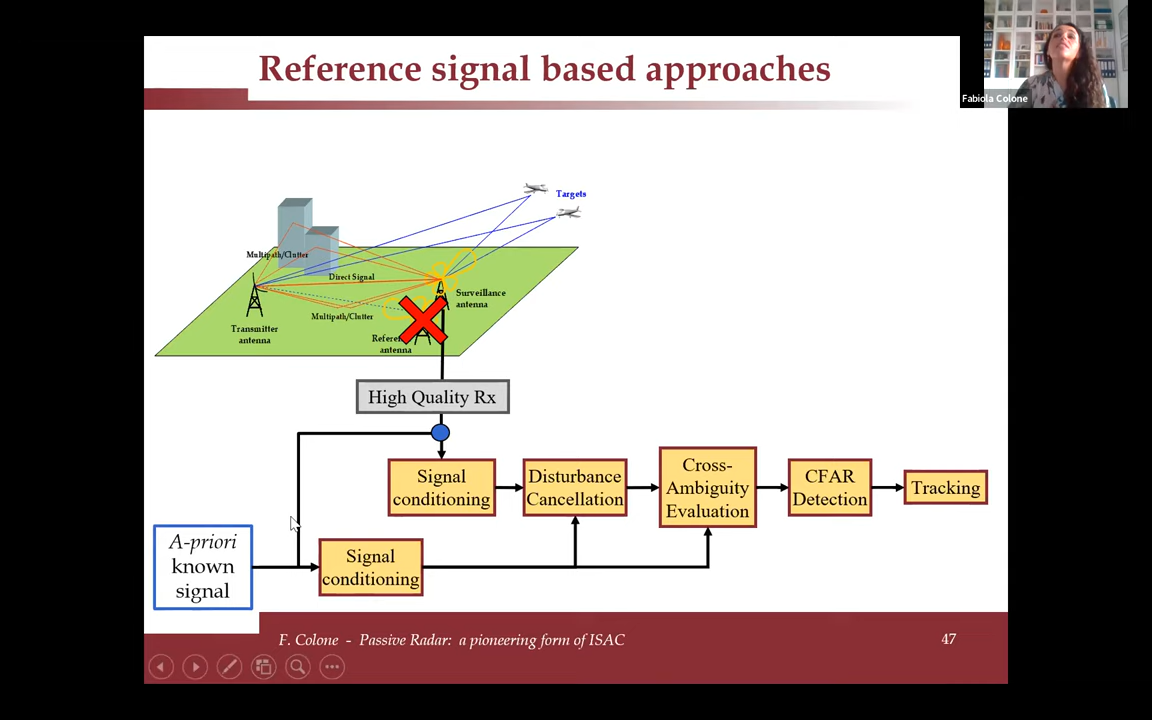 Reference signal based approaches
Fabiola Colone
Targets
Multipath/Clutter
Direct Signal
Surveillance
antenna
Multipath/Clutter
Transmitter
antenna
antenna
High Quality Rx
Signal
conditioning
Disturbance
Cancellation
Cross-
Ambiguity
Evaluation
CFAR
Detection
Tracking
A-priori
known
signal
Signal
conditioning
F. Colone - Passive Radar: a pioneering form of ISAC
47